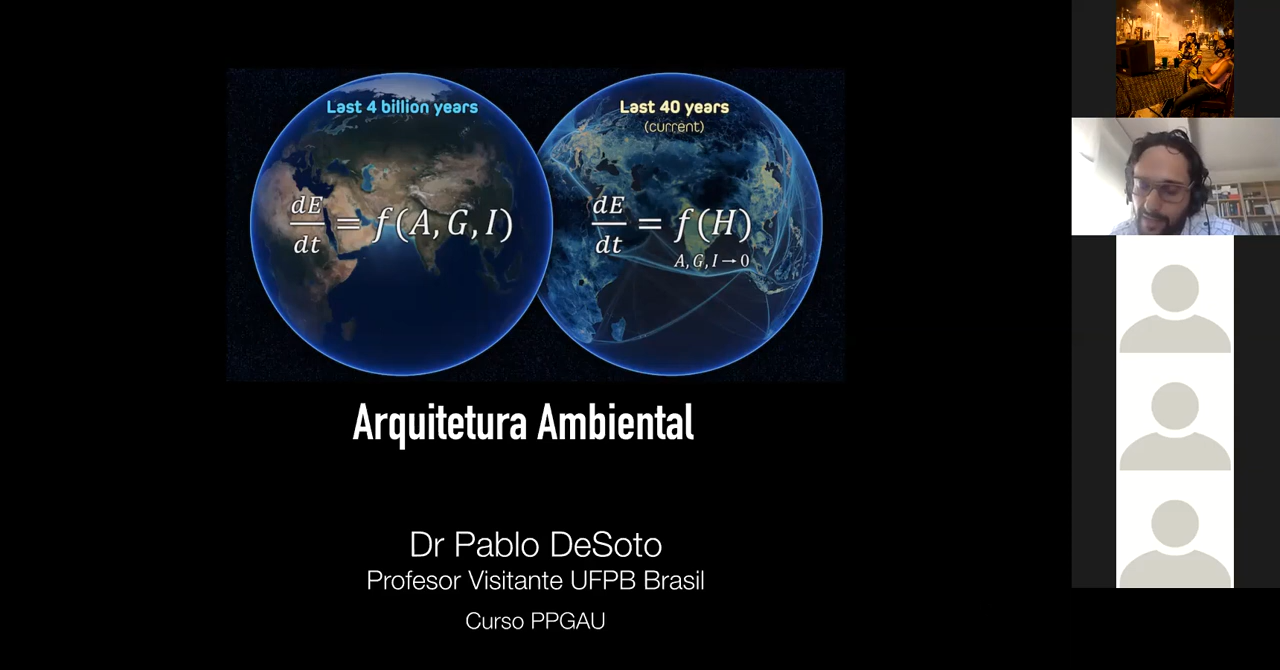 Last 4 billion years
dE/dt = f(A, G, I)
Last 40 years
(current)
dE/dt = f(H)
A, G, I→0
Arquitetura Ambiental
Dr Pablo DeSoto
Profesor Visitante UFPB Brasil
Curso PPGAU